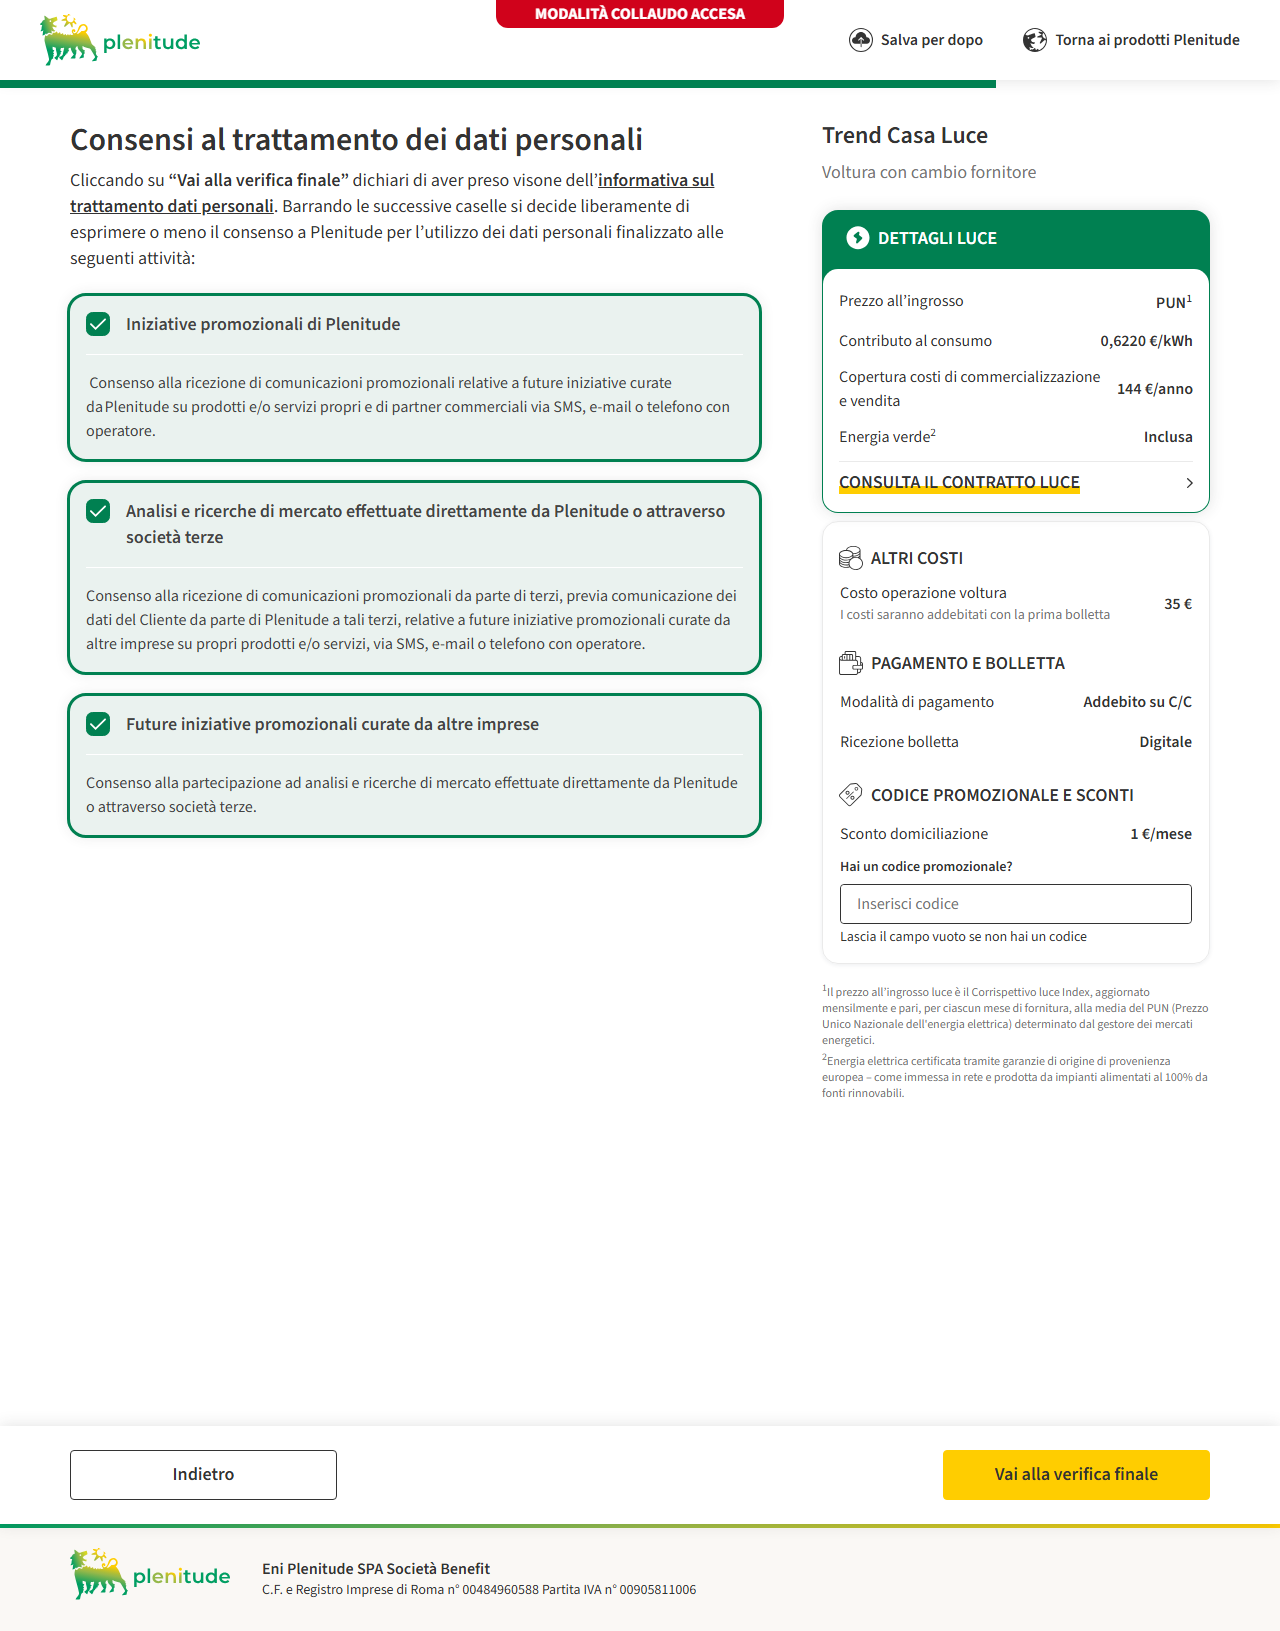 MODALITÀ COLLAUDO ACCESA
plenitude
Salva per dopo
Torna ai prodotti Plenitude
Consensi al trattamento dei dati personali
Cliccando su “Vai alla verifica finale” dichiari di aver preso visone dell’informativa sul
trattamento dati personali. Barrando le successive caselle si decide liberamente di
esprimere o meno il consenso a Plenitude per l’utilizzo dei dati personali finalizzato alle
seguenti attività:
Iniziative promozionali di Plenitude
Consenso alla ricezione di comunicazioni promozionali relative a future iniziative curate
da Plenitude su prodotti e/o servizi propri e di partner commerciali via SMS, e-mail o telefono con
operatore.
Analisi e ricerche di mercato effettuate direttamente da Plenitude o attraverso
società terze
Consenso alla ricezione di comunicazioni promozionali da parte di terzi, previa comunicazione dei
dati del Cliente da parte di Plenitude a tali terzi, relative a future iniziative promozionali curate da
altre imprese su propri prodotti e/o servizi, via SMS, e-mail o telefono con operatore.
Future iniziative promozionali curate da altre imprese
Consenso alla partecipazione ad analisi e ricerche di mercato effettuate direttamente da Plenitude
o attraverso società terze.
Trend Casa Luce
Voltura con cambio fornitore
DETTAGLI LUCE
Prezzo all’ingrosso PUN¹
Contributo al consumo 0,6220 €/kWh
Copertura costi di commercializzazione
e vendita 144 €/anno
Energia verde² Inclusa
CONSULTA IL CONTRATTO LUCE
ALTRI COSTI
Costo operazione voltura 35 €
I costi saranno addebitati con la prima bolletta
PAGAMENTO E BOLLETTA
Modalità di pagamento Addebito su C/C
Ricezione bolletta Digitale
CODICE PROMOZIONALE E SCONTI
Sconto domiciliazione 1 €/mese
Hai un codice promozionale?
Inserisci codice
Lascia il campo vuoto se non hai un codice
¹Il prezzo all’ingrosso luce è il Corrispettivo luce Index, aggiornato
mensilmente e pari, per ciascun mese di fornitura, alla media del PUN (Prezzo
Unico Nazionale dell'energia elettrica) determinato dal gestore dei mercati
energetici.
²Energia elettrica certificata tramite garanzie di origine di provenienza
europea – come immessa in rete e prodotta da impianti alimentati al 100% da
fonti rinnovabili.
Indietro
Vai alla verifica finale
plenitude
Eni Plenitude SPA Società Benefit
C.F. e Registro Imprese di Roma n° 00484960588 Partita IVA n° 00905811006